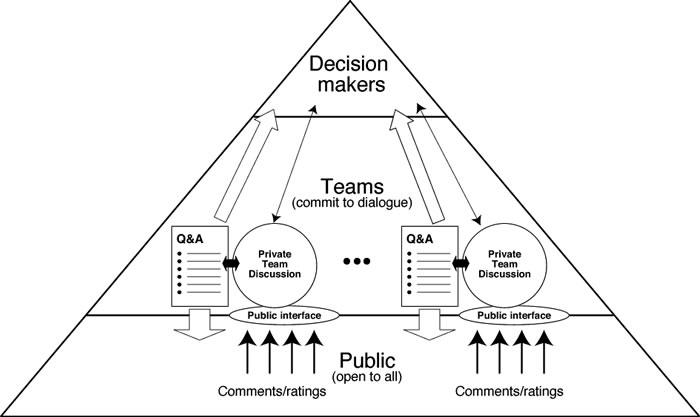 Decision
makers
Teams
(commit to dialogue)
Q&A
Private
Team
Discussion
Q&A
Private
Team
Discussion
Public interface
Public interface
Public
(open to all)
Comments/ratings
Comments/ratings